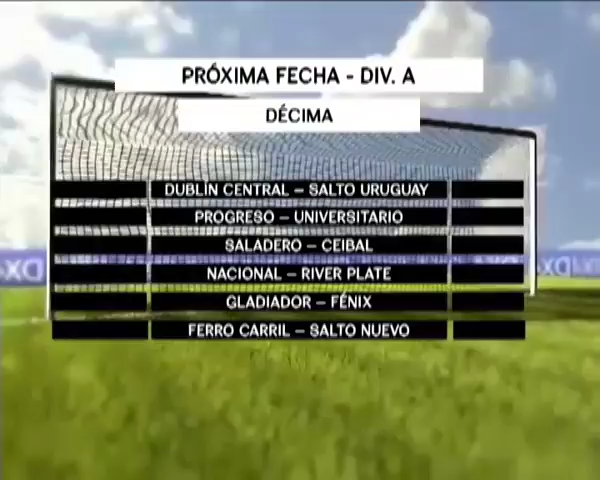 PRÓXIMA FECHA - DIV. A
DÉCIMA
DUBLÍN CENTRAL – SALTO URUGUAY
PROGRESO – UNIVERSITARIO
SALADERO – CEIBAL
NACIONAL – RIVER PLATE
GLADIADOR – FÉNIX
FERRO CARRIL – SALTO NUEVO